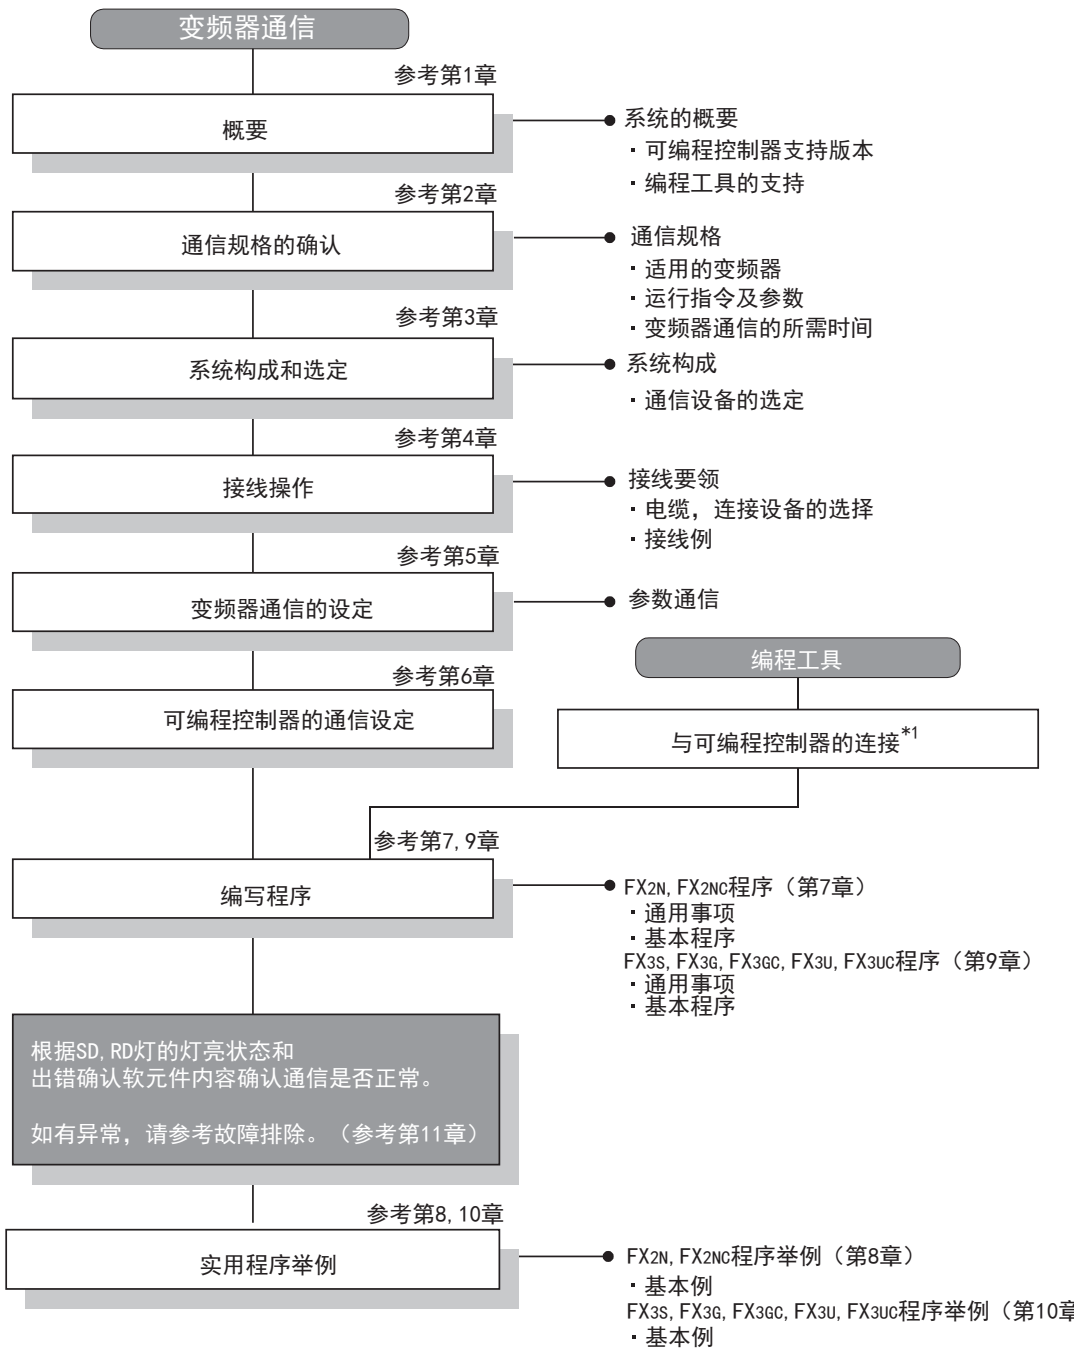 变频器通信
参考第1章
概要
系统的概要
・可编程控制器支持版本
・编程工具的支持
参考第2章
通信规格的确认
通信规格
・适用的变频器
・运行指令及参数
・变频器通信的所需时间
参考第3章
系统构成和选定
系统构成
・通信设备的选定
参考第4章
接线操作
接线要领
・电缆，连接设备的选择
・接线例
参考第5章
变频器通信的设定
参数通信
编程工具
参考第6章
可编程控制器的通信设定
与可编程控制器的连接*1
参考第7,9章
编写程序
FX2N,FX2NC程序（第7章）
・通用事项
・基本程序
FX3S,FX3G,FX3GC,FX3U,FX3UC程序（第9章）
・通用事项
・基本程序
根据SD,RD灯的灯亮状态和
出错确认软元件内容确认通信是否正常。
如有异常，请参考故障排除。（参考第11章）
参考第8,10章
实用程序举例
FX2N,FX2NC程序举例（第8章）
・基本例
FX3S,FX3G,FX3GC,FX3U,FX3UC程序举例（第10章
・基本例